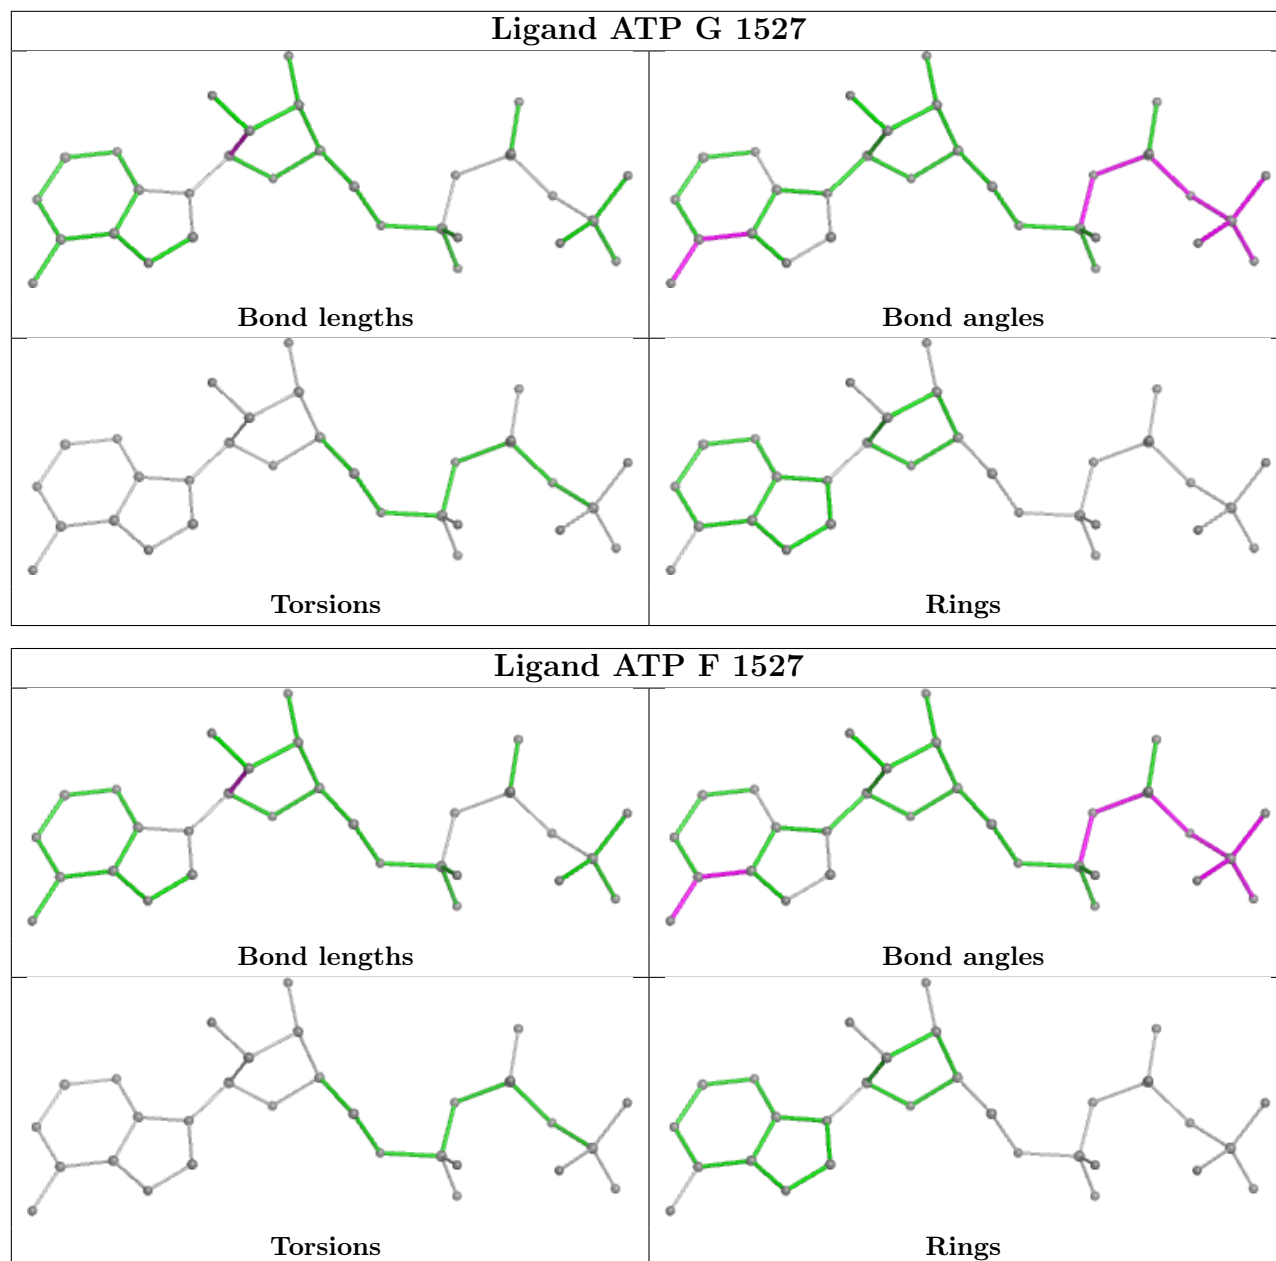 Ligand ATP G 1527
Bond lengths
Bond angles
Torsions
Rings
Ligand ATP F 1527
Bond lengths
Bond angles
Torsions
Rings